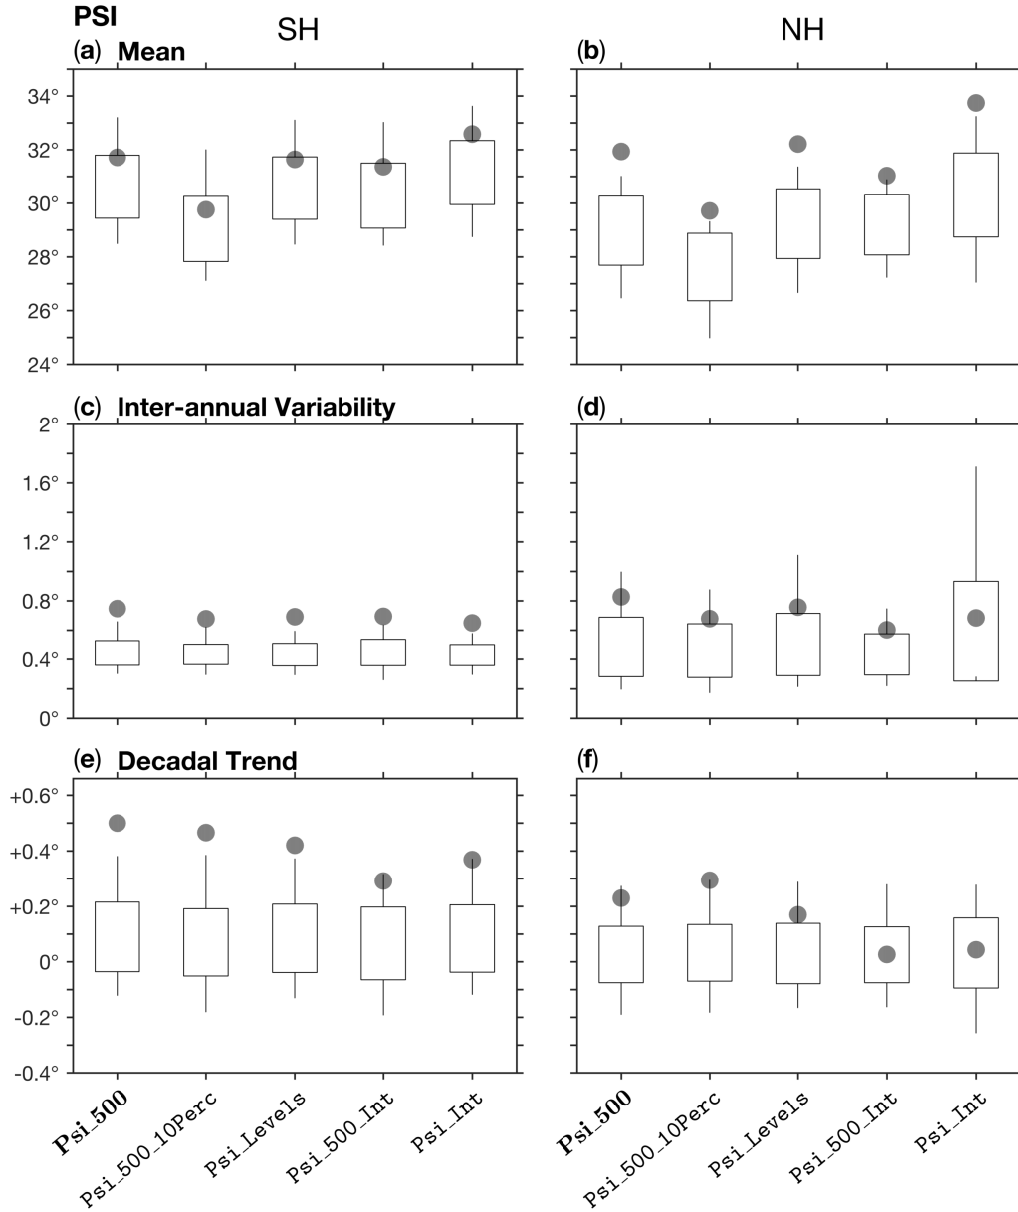 PSI
SH
NH
(a) Mean
(b)
34°
32°
30°
28°
26°
24°
(c) Inter-annual Variability
(d)
2°
1.6°
1.2°
0.8°
0.4°
0°
(e) Decadal Trend
(f)
+0.6°
+0.4°
+0.2°
0°
-0.2°
-0.4°
Psi_500
Psi_500_10Perc
Psi_Levels
Psi_500_Int
Psi_Int
Psi_500
Psi_500_10Perc
Psi_Levels
Psi_500_Int
Psi_Int